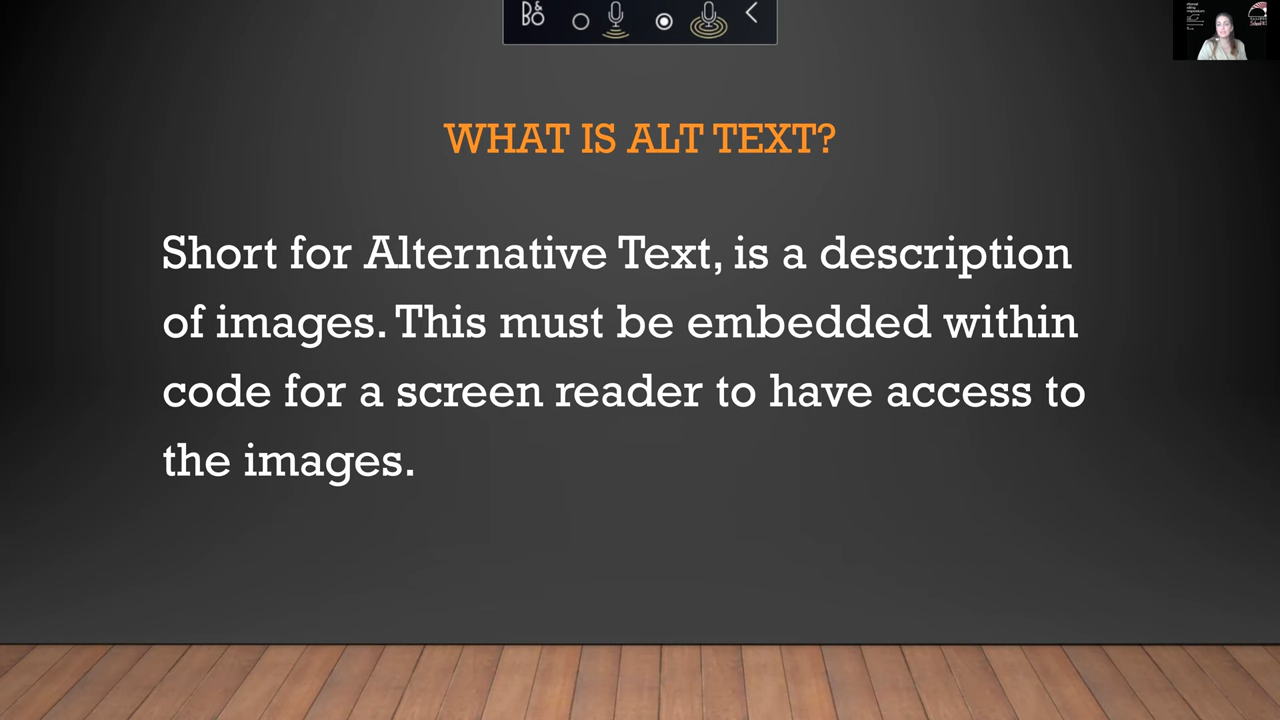 B&O
WHAT IS ALT TEXT?
Short for Alternative Text, is a description
of images. This must be embedded within
code for a screen reader to have access to
the images.